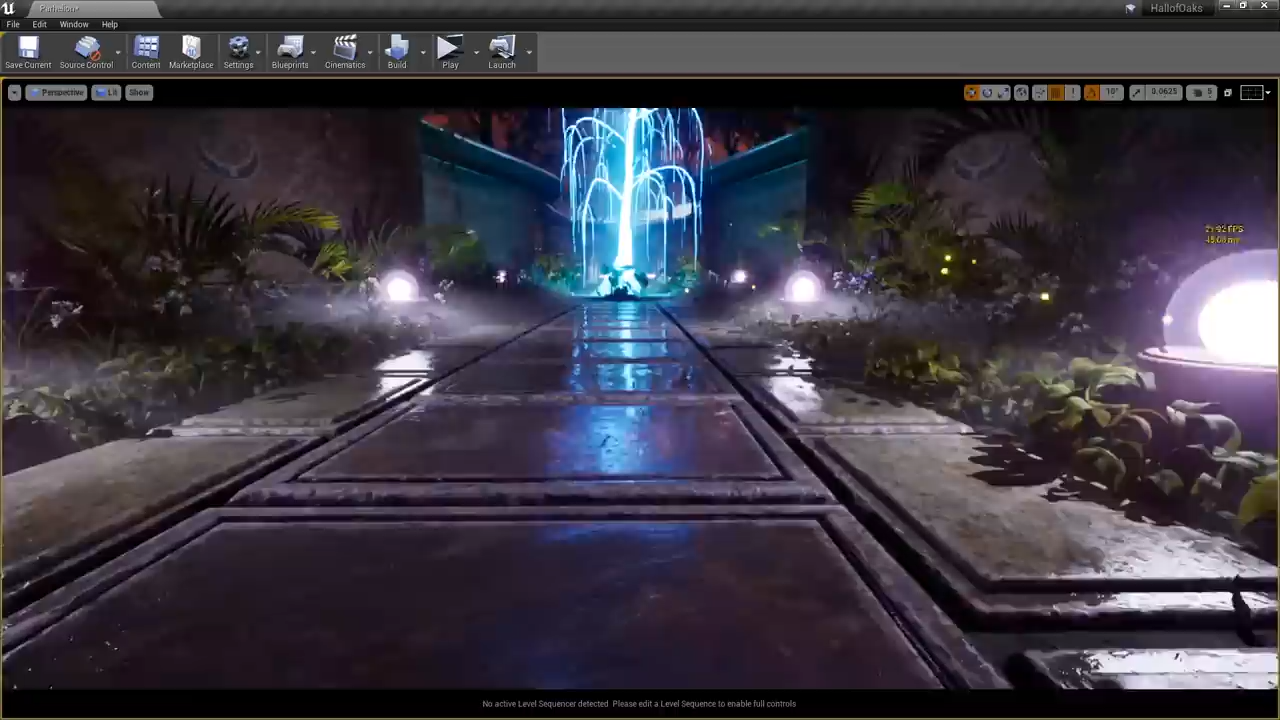 Parhelion*
HallofOaks
File Edit Window Help
Save Current Source Control Content Marketplace Settings Blueprints Cinematics Build Play Launch
Perspective Lit Show
10° 0.0625 5
No active Level Sequencer detected Please edit a Level Sequence to enable full controls